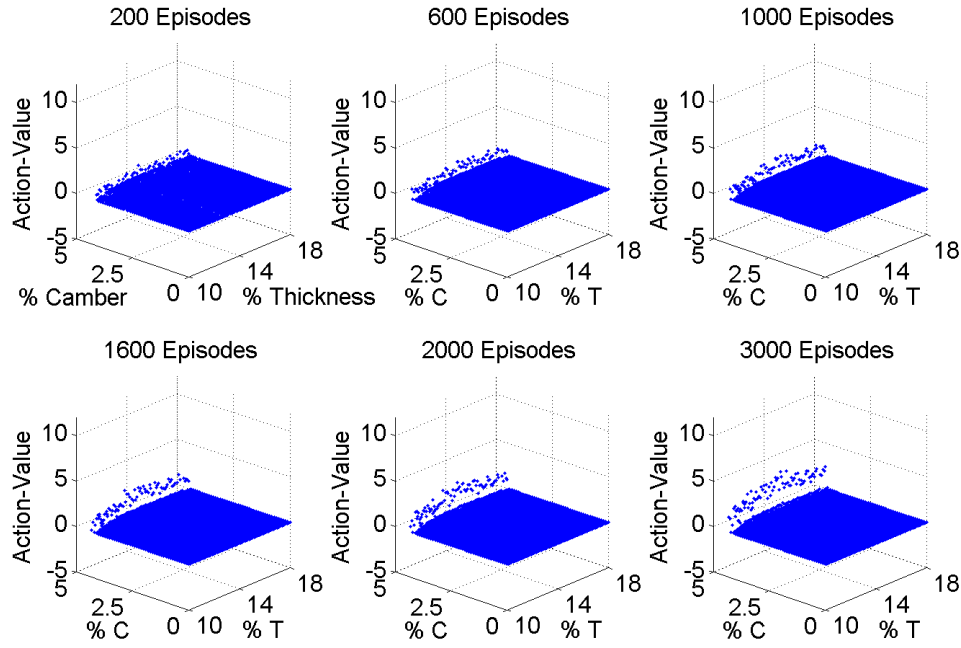 200 Episodes
600 Episodes
1000 Episodes
Action-Value
10
5
0
-5
5
2.5
0
% Camber
10
14
18
% Thickness
Action-Value
10
5
0
-5
5
2.5
0
% C
10
14
18
% T
Action-Value
10
5
0
-5
5
2.5
0
% C
10
14
18
% T
1600 Episodes
2000 Episodes
3000 Episodes
Action-Value
10
5
0
-5
5
2.5
0
% C
10
14
18
% T
Action-Value
10
5
0
-5
5
2.5
0
% C
10
14
18
% T
Action-Value
10
5
0
-5
5
2.5
0
% C
10
14
18
% T